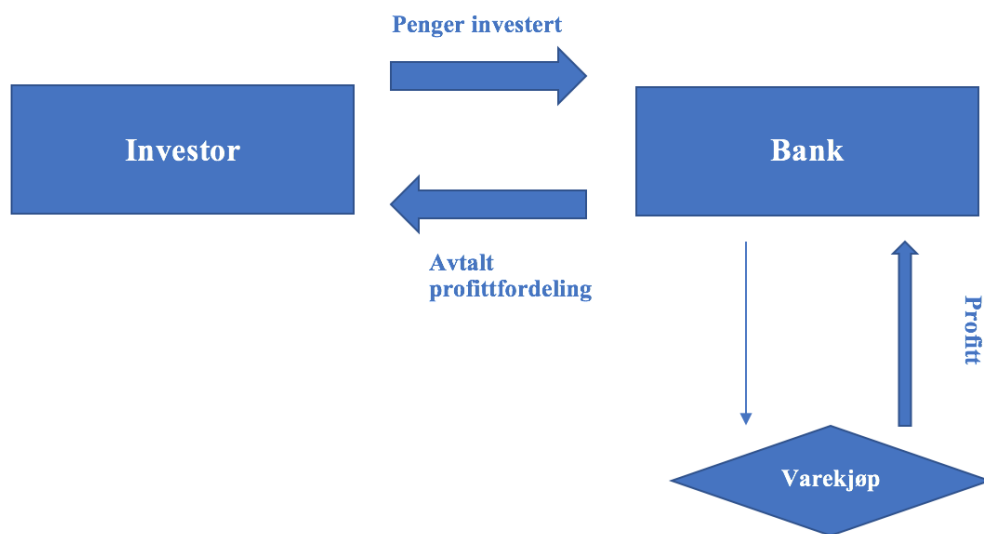 Penger investert
Investor
Bank
Avtalt
profittfordeling
Profitt
Varekjøp